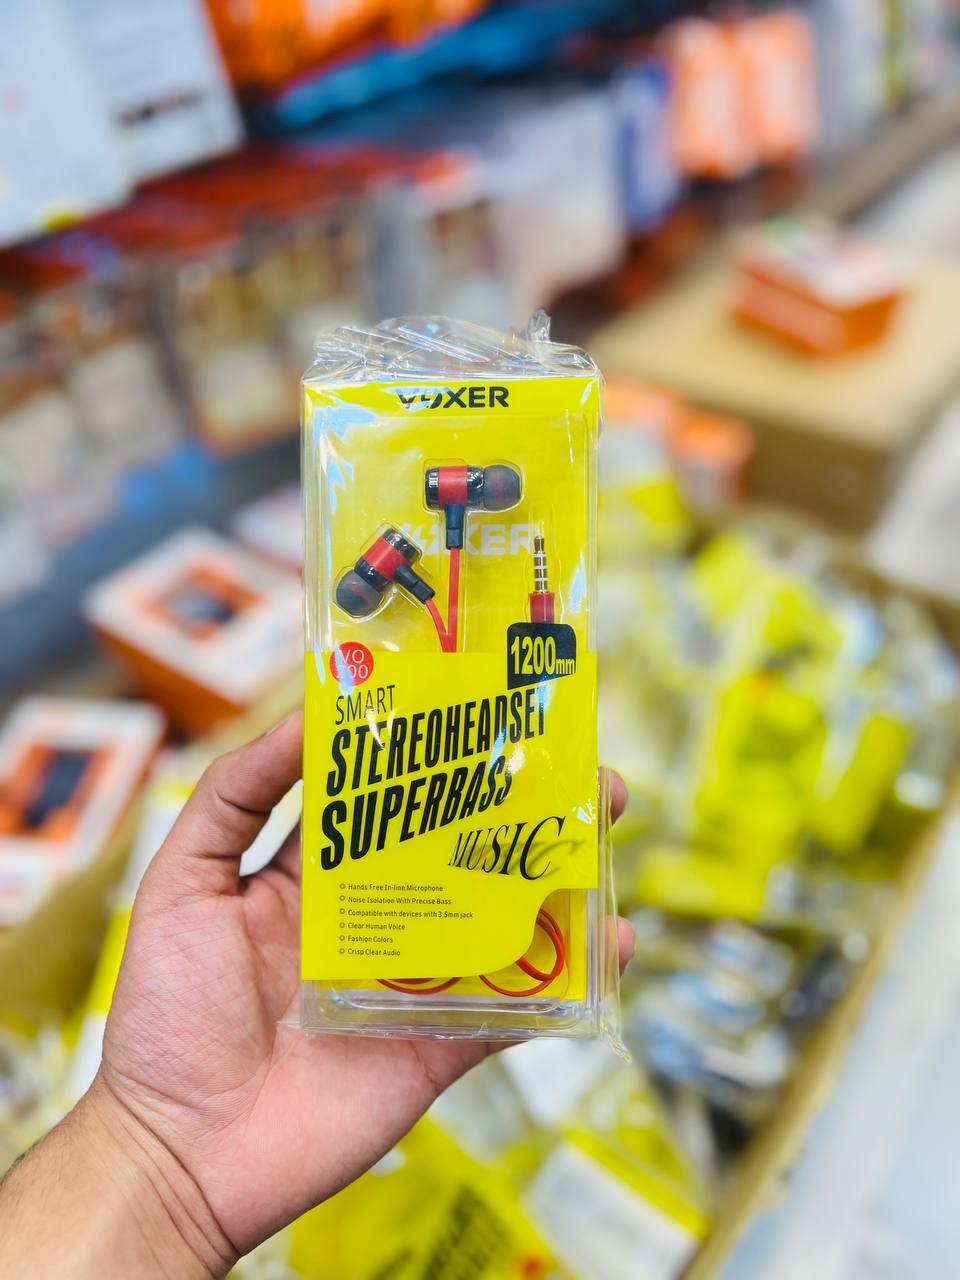 VOXER
VOXER
1200mm
VO
SMART
STEREOHEADSET
SUPERBASS
MUSIC
Hands Free In-line Microphone
Noise Isolation With Precise Bass
Compatible with devices with 3.5mm jack
Clear Human Voice
Fashion Colors
Crisp Clear Audio